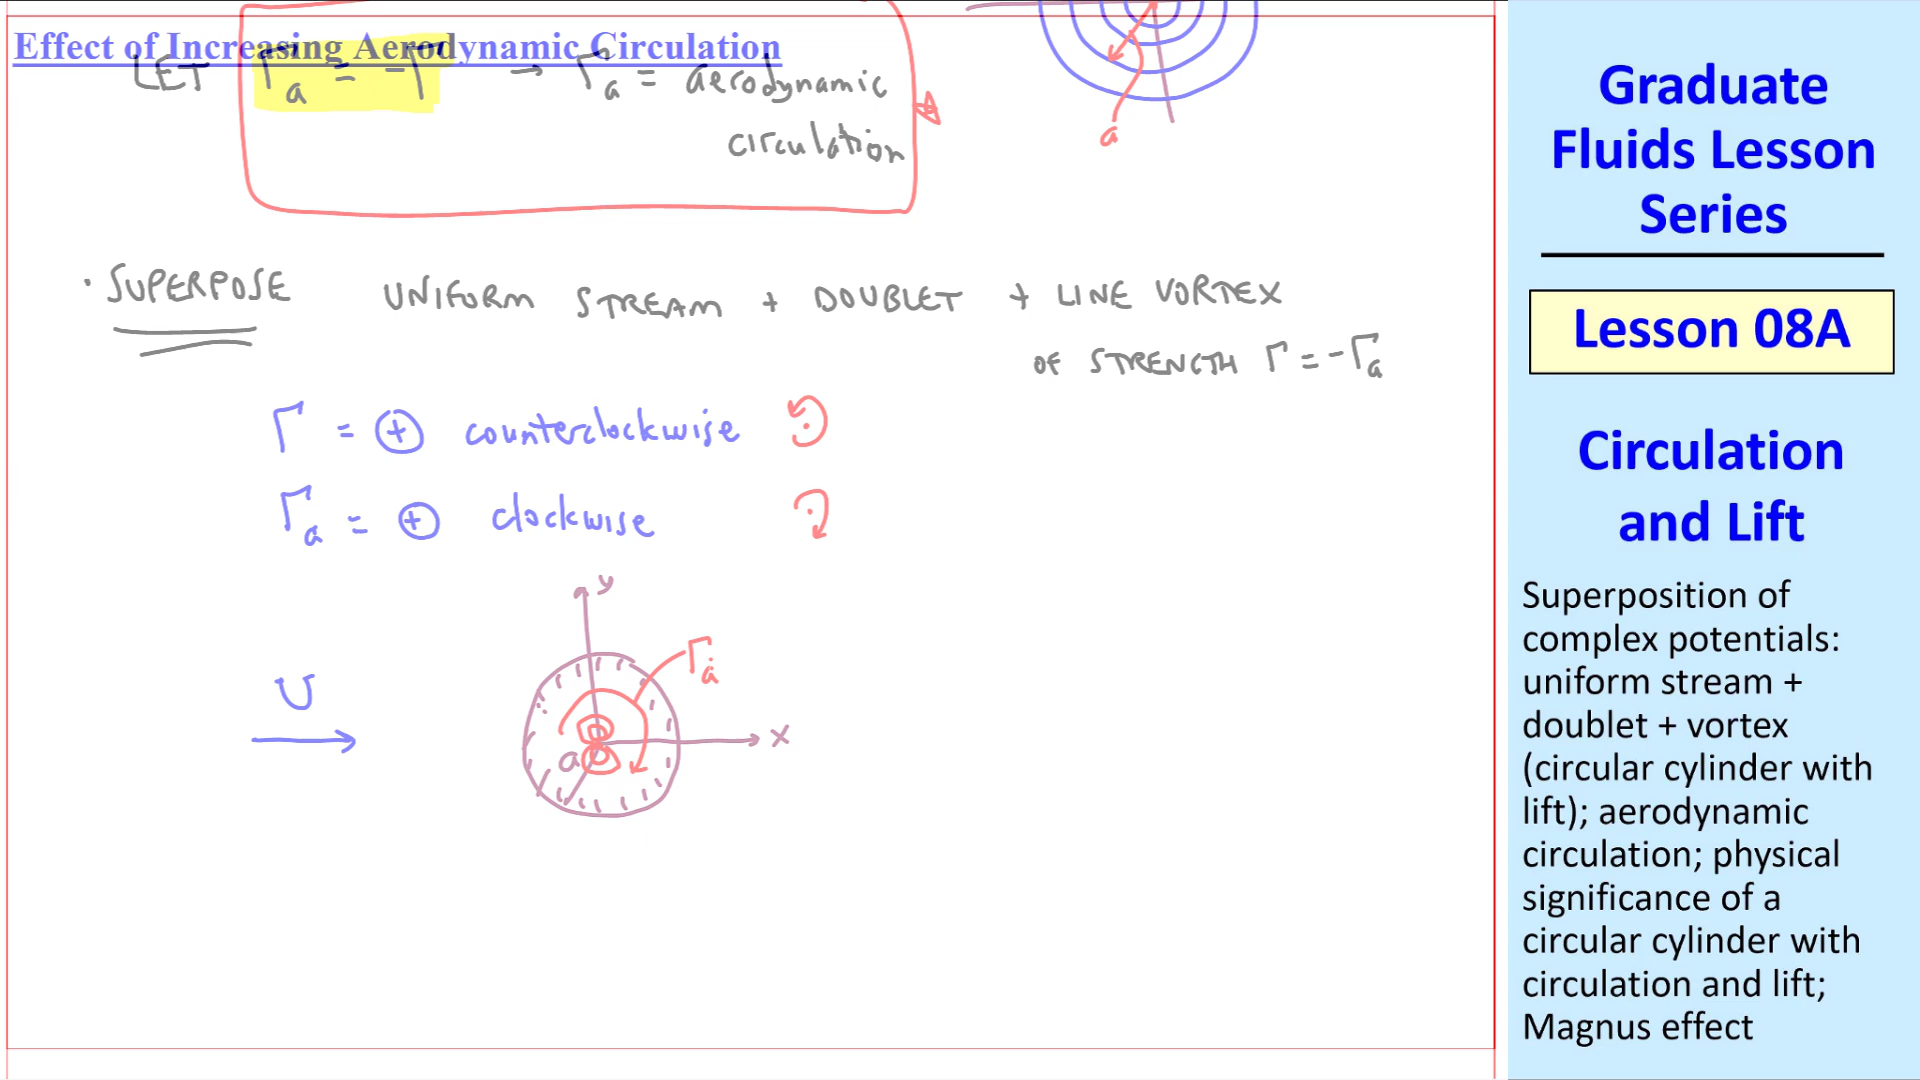 Effect of Increasing Aerodynamic Circulation
LET Γa = -Γ → Γa = aerodynamic
circulation
a
· SUPERPOSE UNIFORM STREAM + DOUBLET + LINE VORTEX
OF STRENGTH Γ = -Γa
Γ = + counterclockwise
Γa = + clockwise
y
Γa
U
x
a
Graduate
Fluids Lesson
Series
Lesson 08A
Circulation
and Lift
Superposition of
complex potentials:
uniform stream +
doublet + vortex
(circular cylinder with
lift); aerodynamic
circulation; physical
significance of a
circular cylinder with
circulation and lift;
Magnus effect